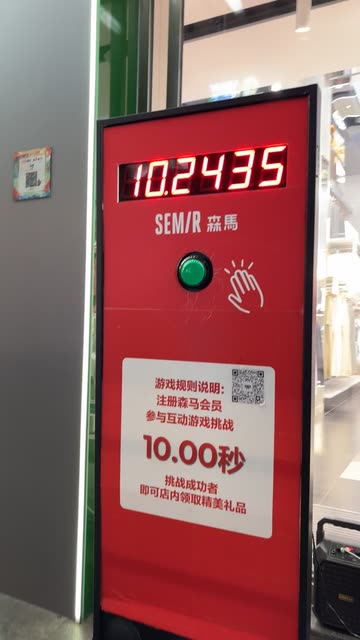 10.2435
SEMIR 森馬
游戏规则说明：
注册森马会员
参与互动游戏挑战
10.00秒
挑战成功者
即可店内领取精美礼品